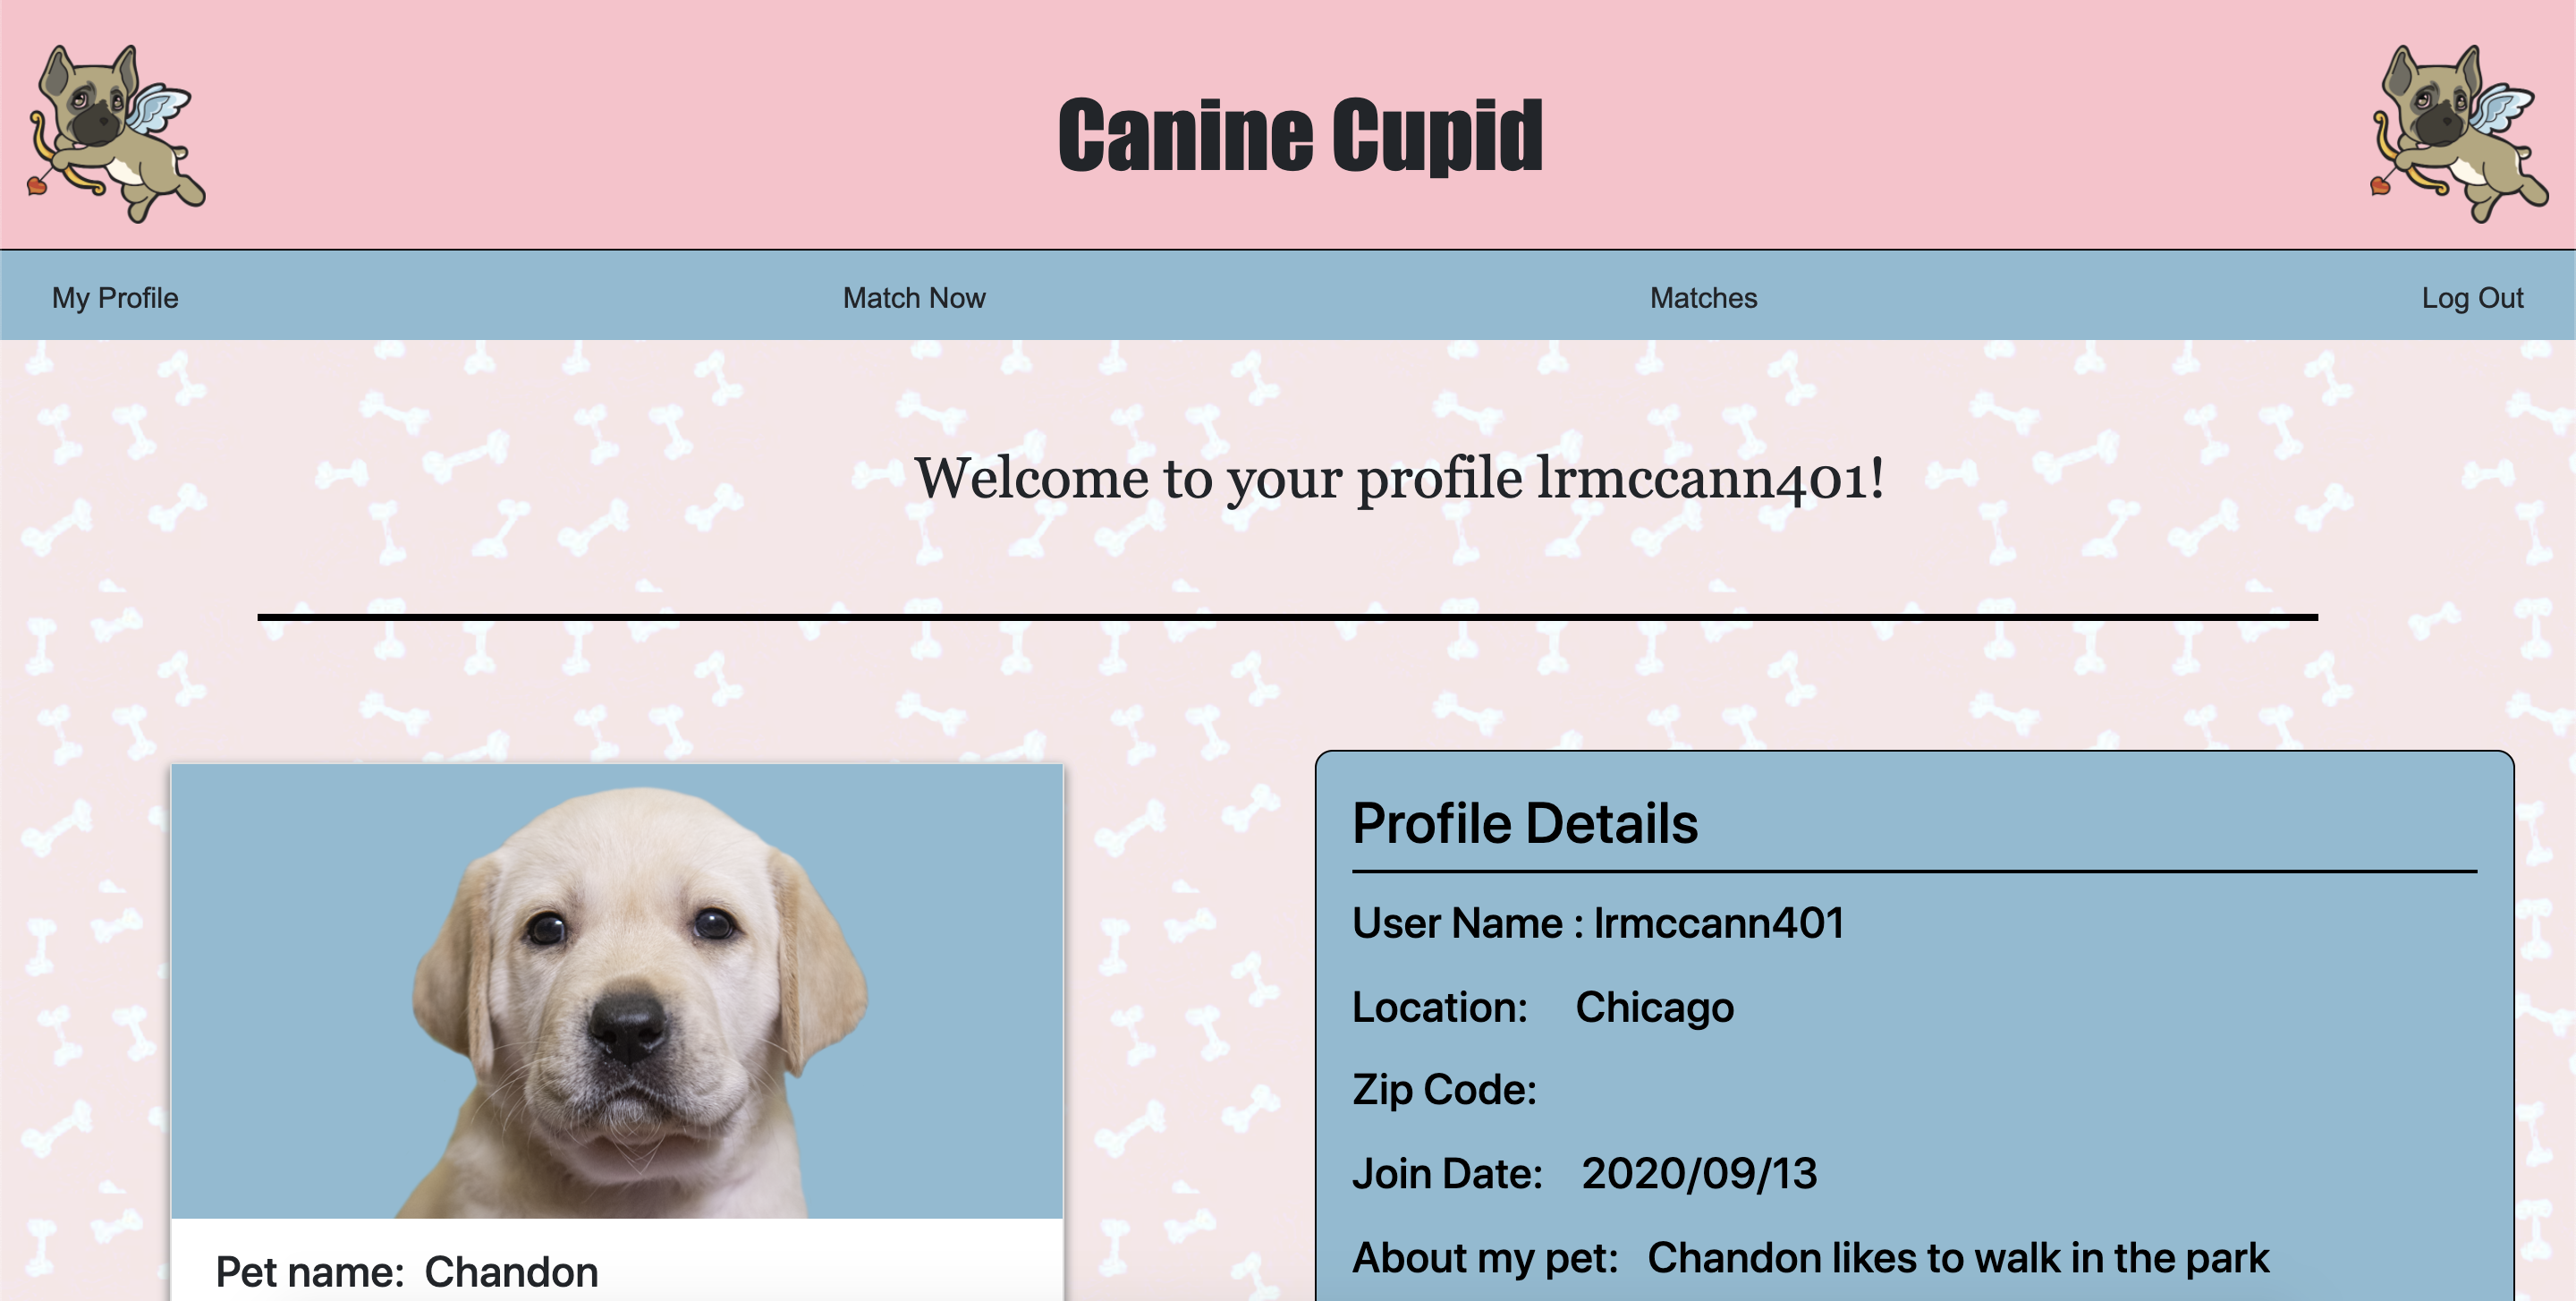 Canine Cupid
My Profile Match Now Matches Log Out
Welcome to your profile lrmccann401!
Pet name: Chandon
Profile Details
User Name : lrmccann401
Location: Chicago
Zip Code:
Join Date: 2020/09/13
About my pet: Chandon likes to walk in the park